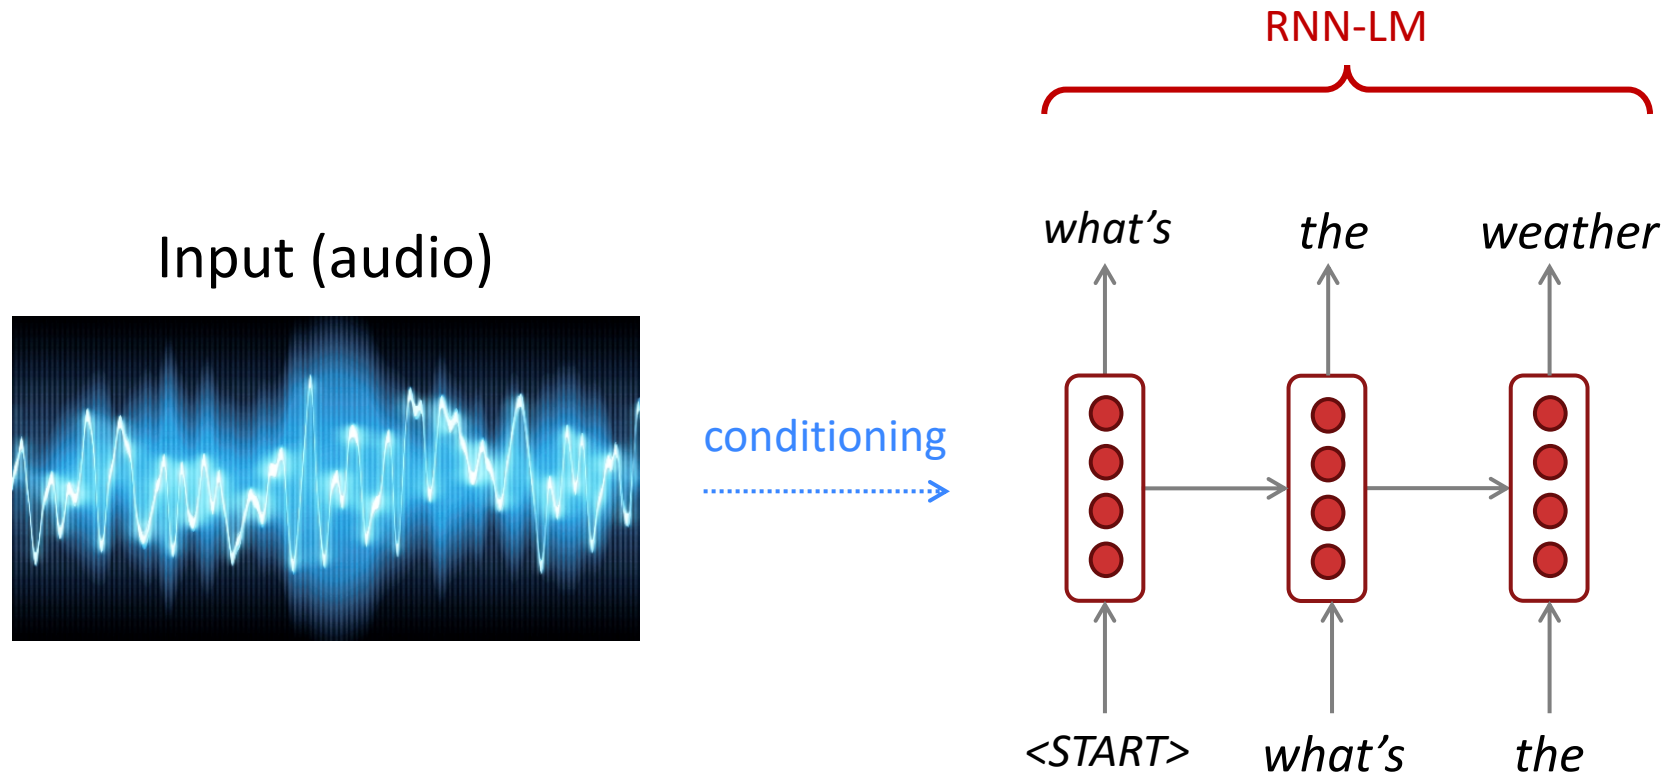 RNN-LM
what’s the weather
Input (audio)
conditioning
<START> what’s the